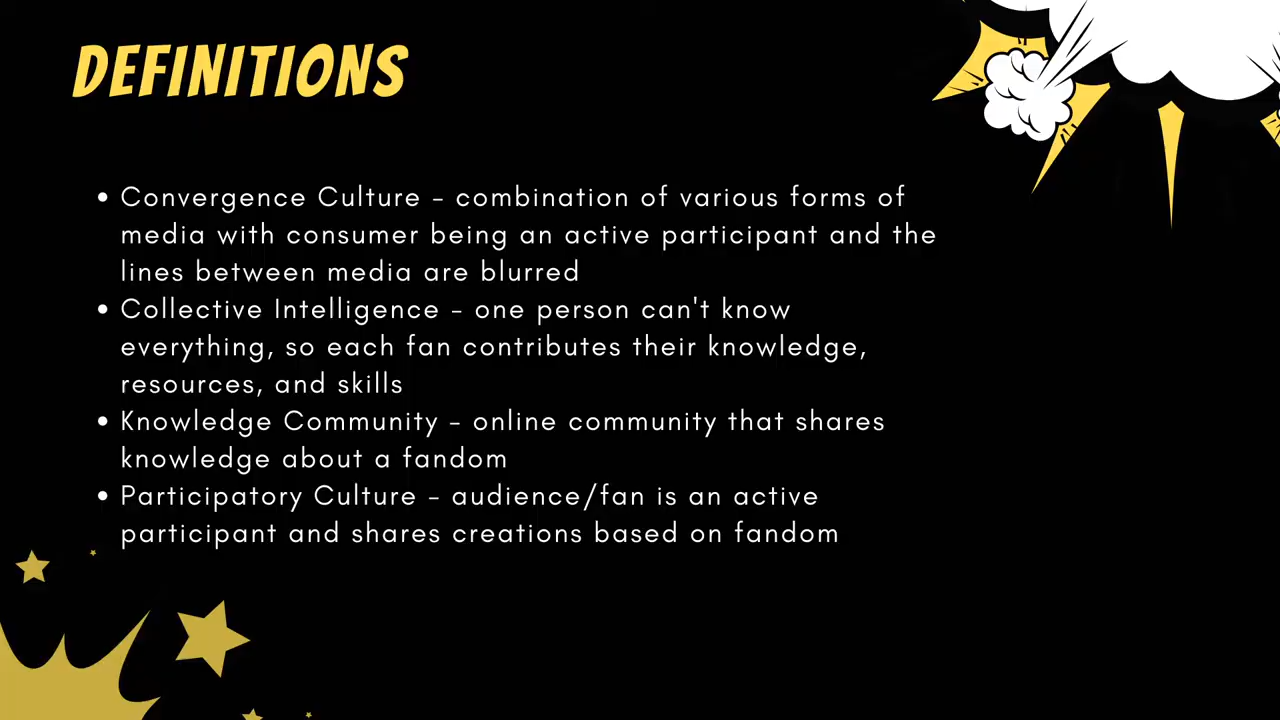 DEFINITIONS
• Convergence Culture - combination of various forms of
media with consumer being an active participant and the
lines between media are blurred
• Collective Intelligence - one person can't know
everything, so each fan contributes their knowledge,
resources, and skills
• Knowledge Community - online community that shares
knowledge about a fandom
• Participatory Culture - audience/fan is an active
participant and shares creations based on fandom